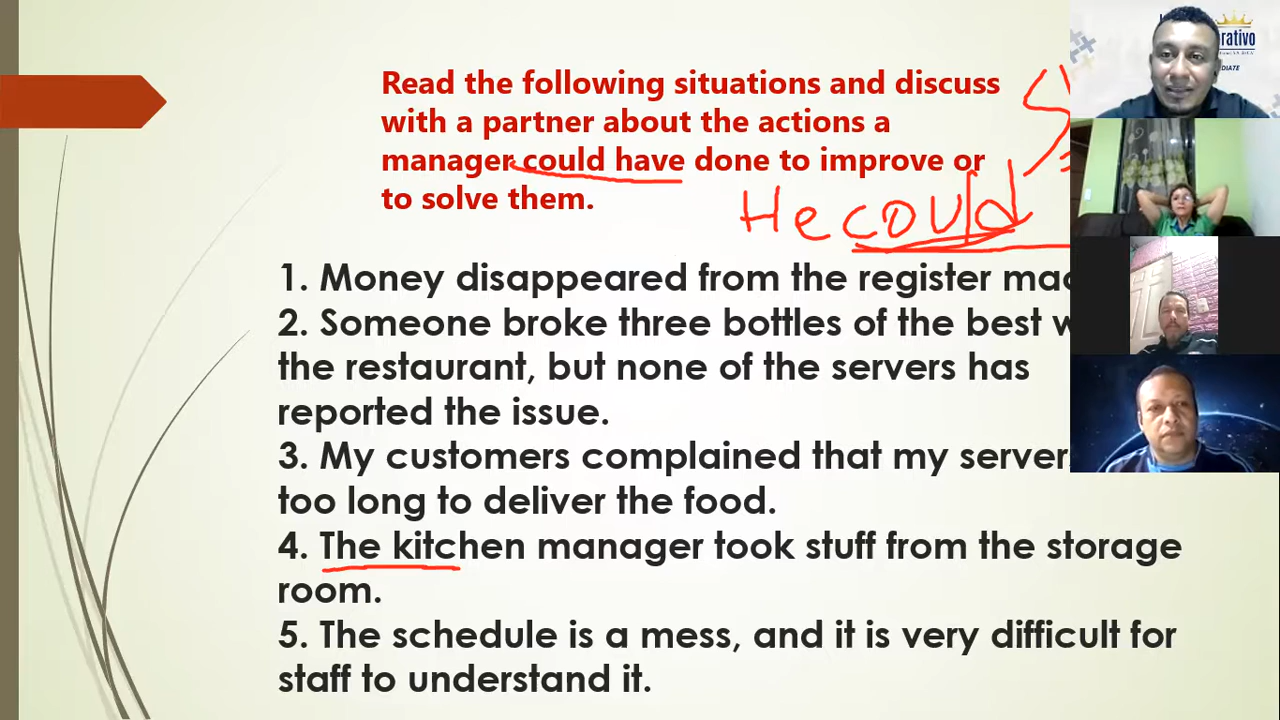 Read the following situations and discuss
with a partner about the actions a
manager could have done to improve or
to solve them.
He could
1. Money disappeared from the register
2. Someone broke three bottles of the best
the restaurant, but none of the servers has
reported the issue.
3. My customers complained that my server
too long to deliver the food.
4. The kitchen manager took stuff from the storage
room.
5. The schedule is a mess, and it is very difficult for
staff to understand it.